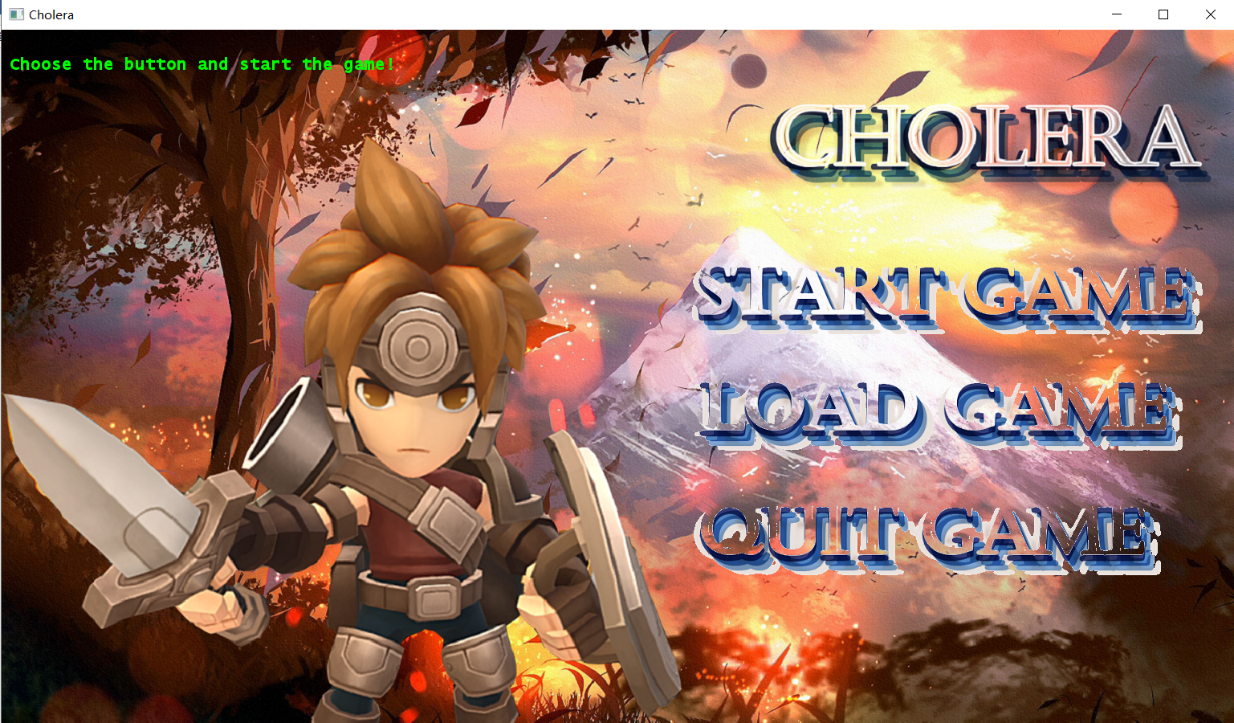 Cholera
Choose the button and start the game!
CHOLERA
START GAME
LOAD GAME
QUIT GAME